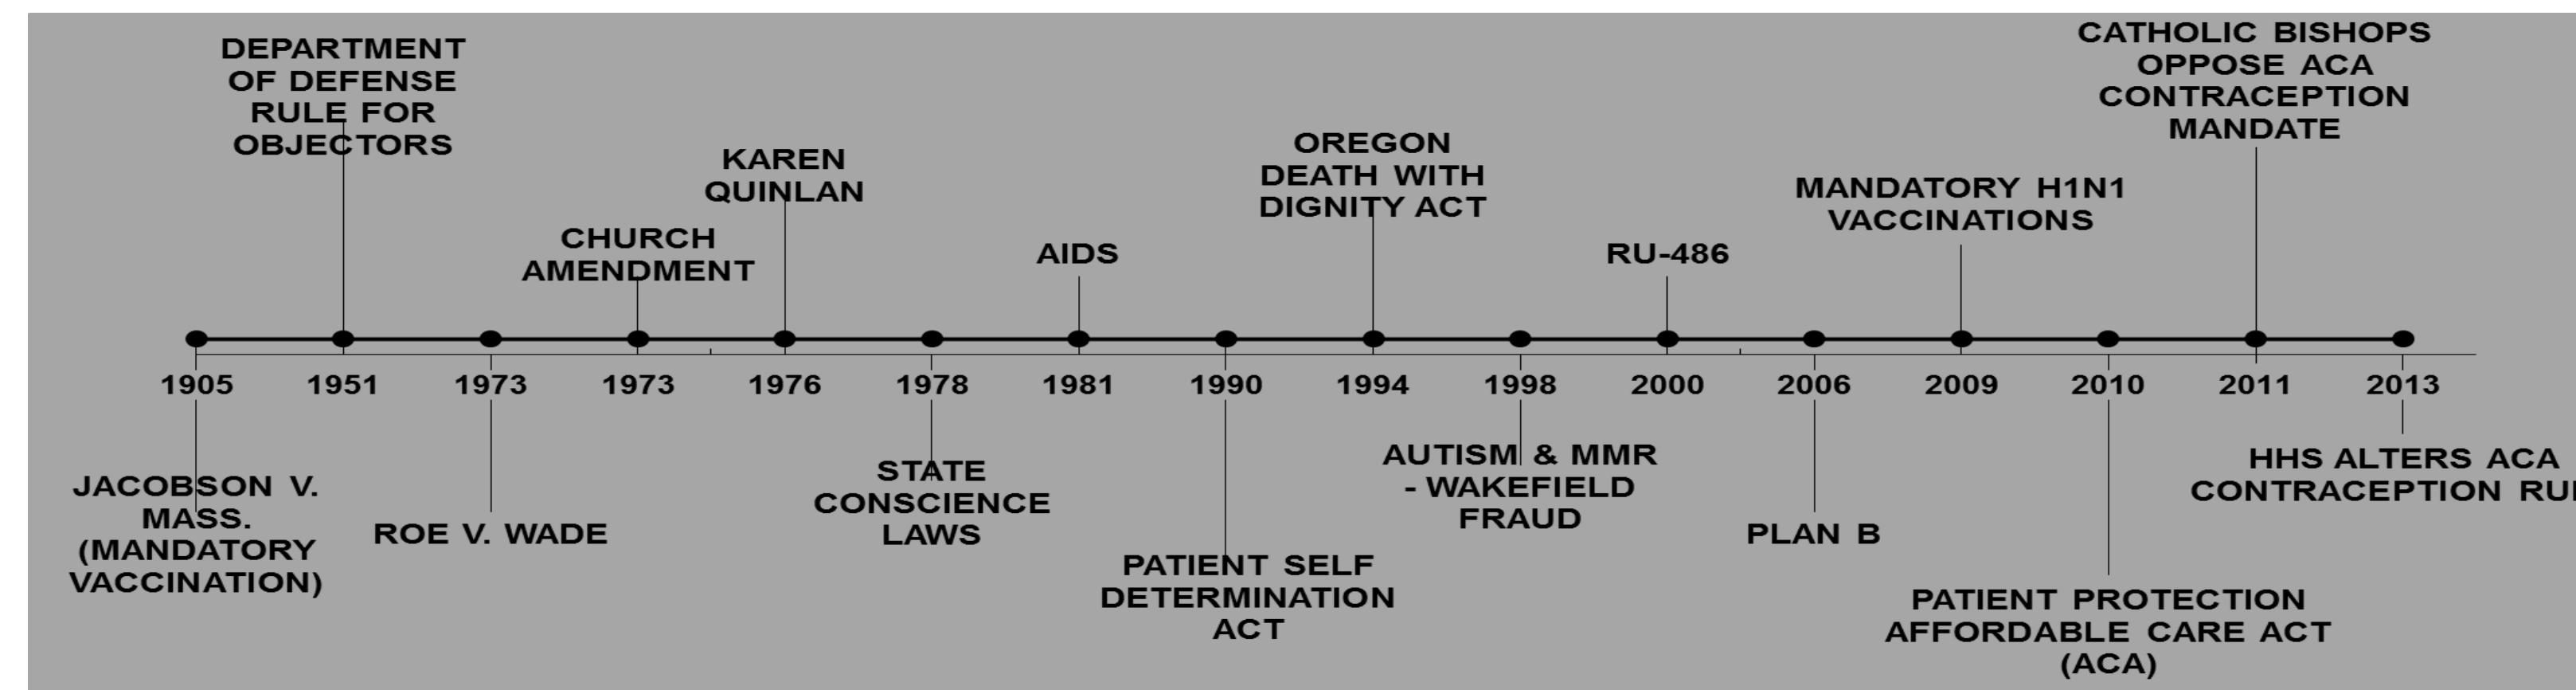 DEPARTMENT
OF DEFENSE
RULE FOR
OBJECTORS
CHURCH
AMENDMENT
KAREN
QUINLAN
AIDS
OREGON
DEATH WITH
DIGNITY ACT
RU-486
MANDATORY H1N1
VACCINATIONS
CATHOLIC BISHOPS
OPPOSE ACA
CONTRACEPTION
MANDATE
1905 1951 1973 1973 1976 1978 1981 1990 1994 1998 2000 2006 2009 2010 2011 2013
JACOBSON V.
MASS.
(MANDATORY
VACCINATION)
ROE V. WADE
STATE
CONSCIENCE
LAWS
PATIENT SELF
DETERMINATION
ACT
AUTISM & MMR
- WAKEFIELD
FRAUD
PLAN B
PATIENT PROTECTION
AFFORDABLE CARE ACT
(ACA)
HHS ALTERS ACA
CONTRACEPTION